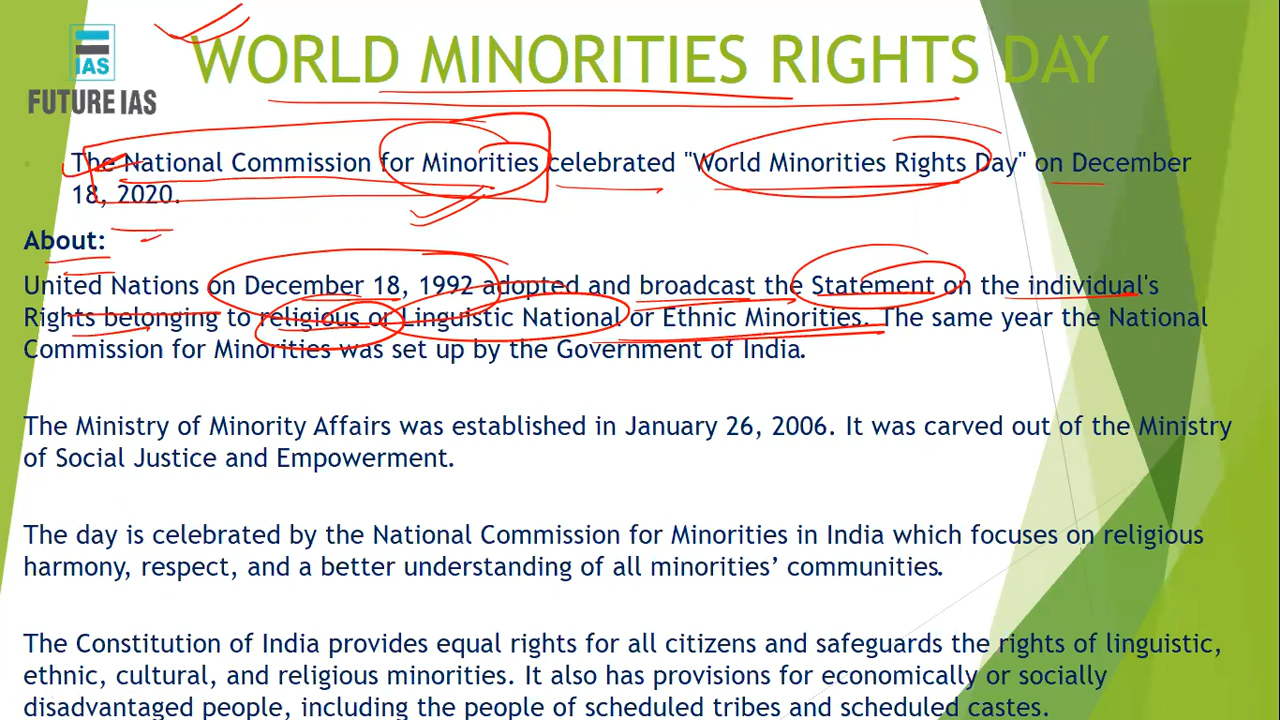 WORLD MINORITIES RIGHTS DAY
IAS
FUTURE IAS
The National Commission for Minorities celebrated "World Minorities Rights Day" on December
18, 2020.
About:
United Nations on December 18, 1992 adopted and broadcast the Statement on the individual's
Rights belonging to religious or Linguistic National or Ethnic Minorities. The same year the National
Commission for Minorities was set up by the Government of India.
The Ministry of Minority Affairs was established in January 26, 2006. It was carved out of the Ministry
of Social Justice and Empowerment.
The day is celebrated by the National Commission for Minorities in India which focuses on religious
harmony, respect, and a better understanding of all minorities’ communities.
The Constitution of India provides equal rights for all citizens and safeguards the rights of linguistic,
ethnic, cultural, and religious minorities. It also has provisions for economically or socially
disadvantaged people, including the people of scheduled tribes and scheduled castes.